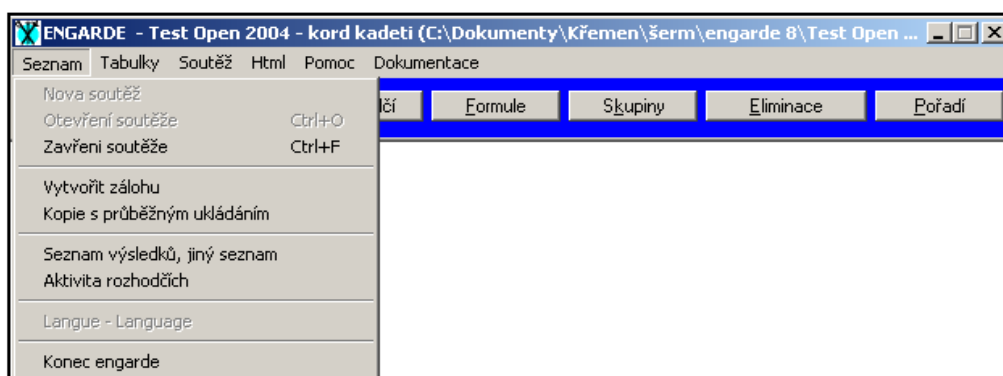 ENGARDE - Test Open 2004 - kord kadeti (C:\Dokumenty\Křemen\šerm\engarde 8\Test Open ...
Seznam Tabulky Soutěž Html Pomoc Dokumentace
lčí Formule Skupiny Eliminace Pořadí
Nova soutěž
Otevření soutěže Ctrl+O
Zavřeni soutěže Ctrl+F
Vytvořit zálohu
Kopie s průběžným ukládáním
Seznam výsledků, jiný seznam
Aktivita rozhodčích
Langue - Language
Konec engarde